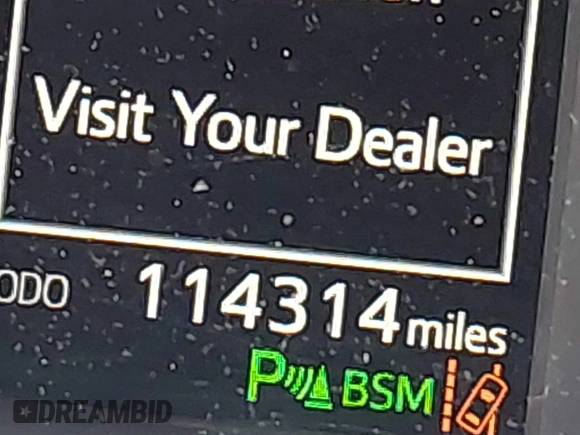 Visit Your Dealer
ODO 114314 miles
P BSM
DREAMBID